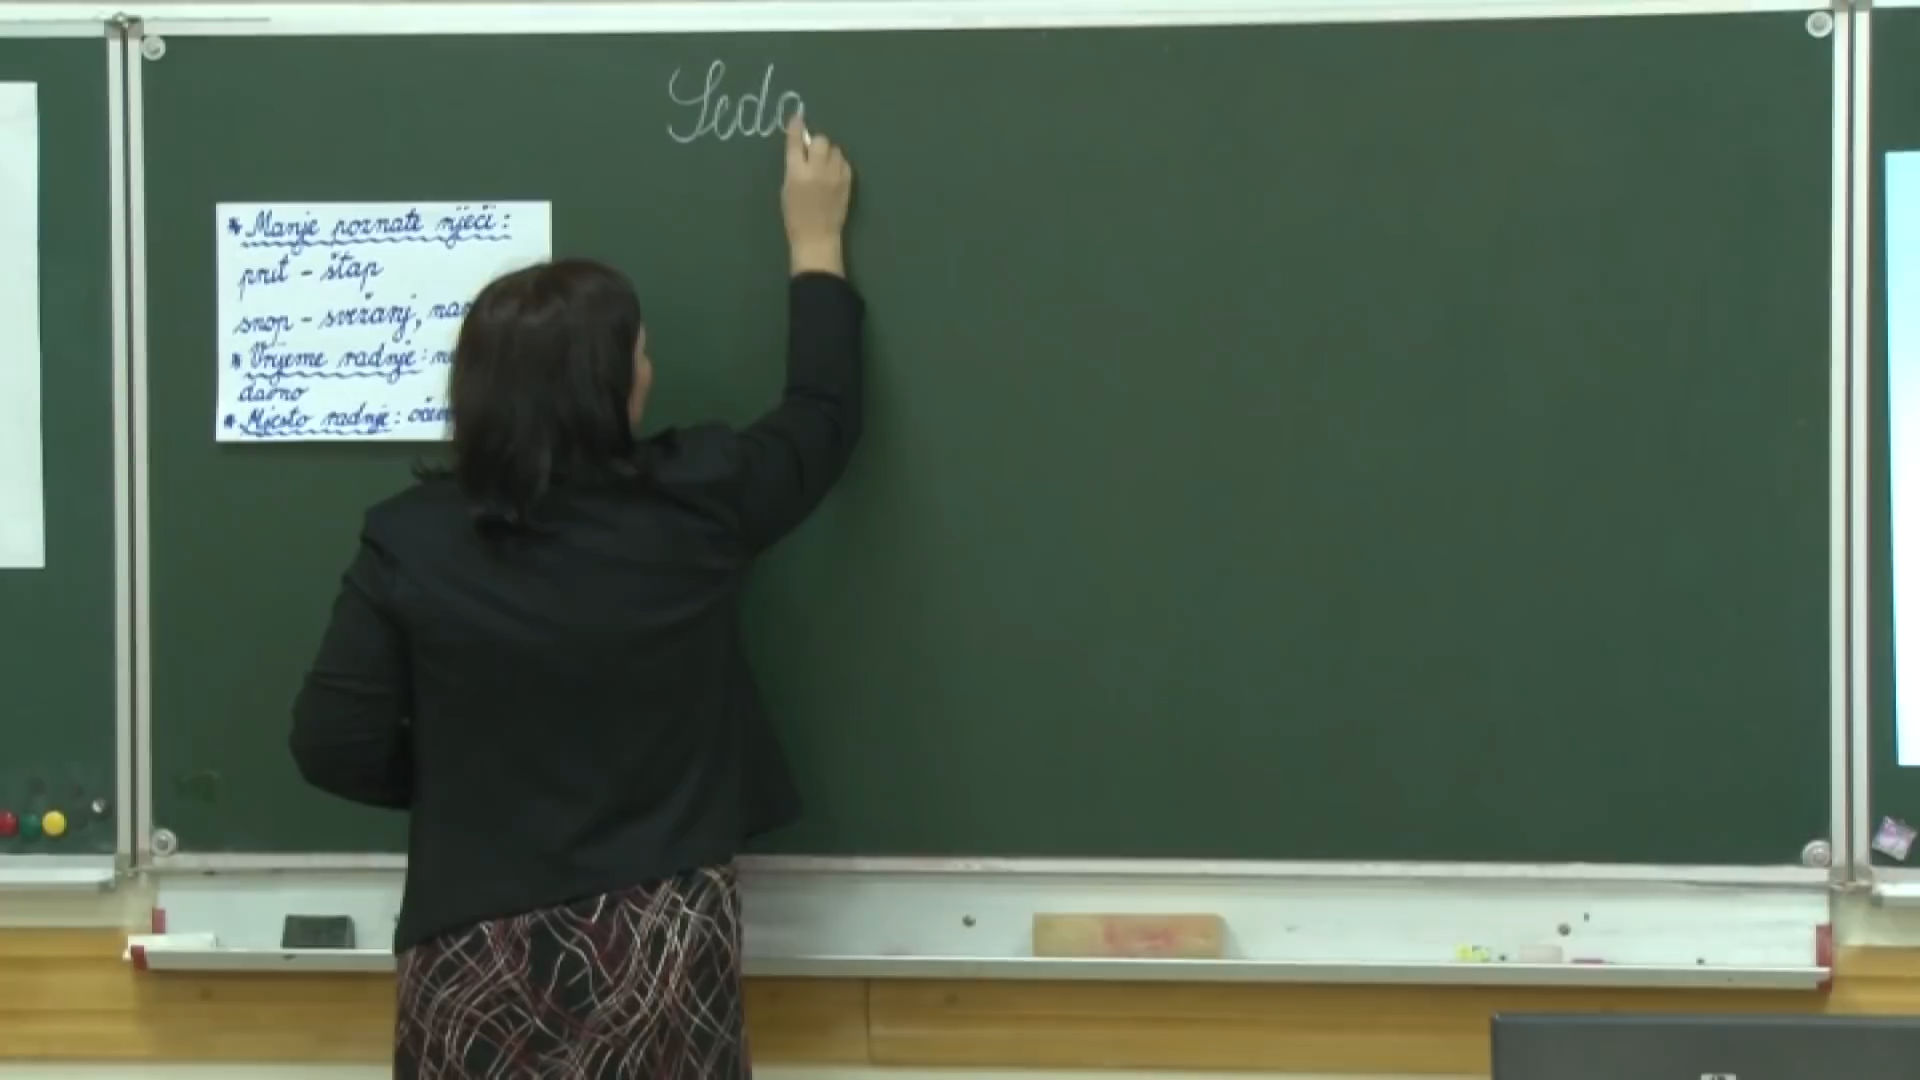 Seda
* Manje poznate riječi:
prut - štap
snop - svežanj,
* Vrijeme radnje:
davno
* Mjesto radnje: